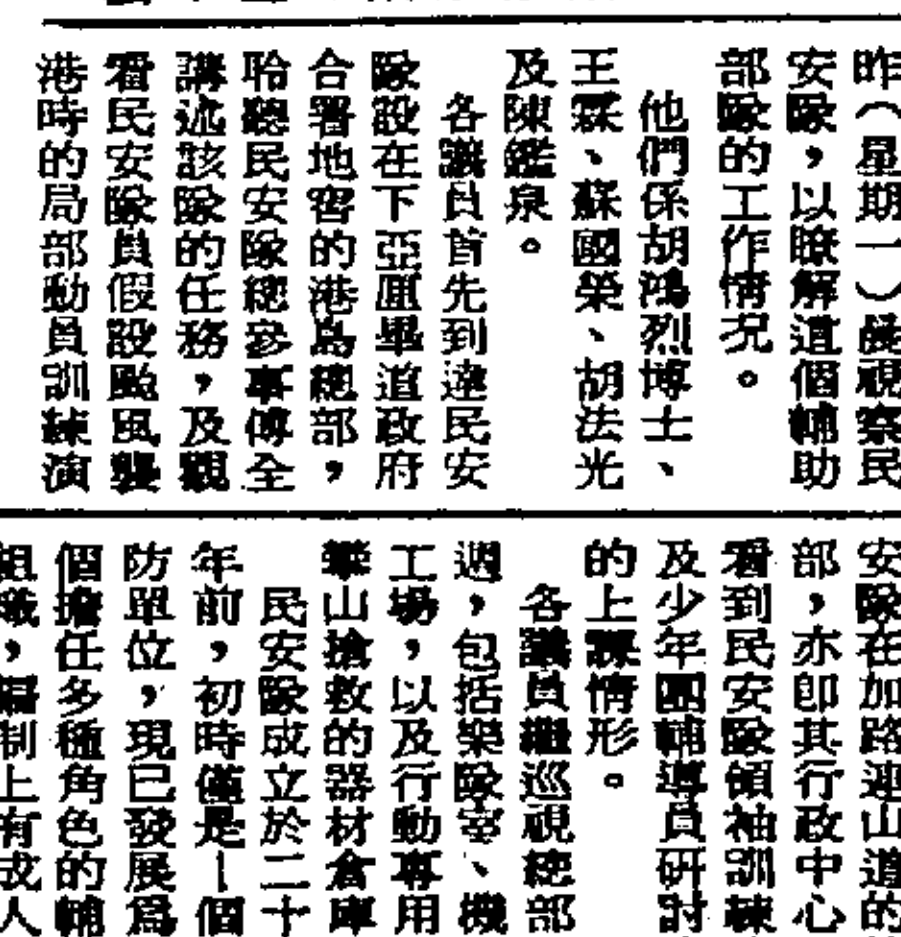 昨（星期一）曾視察民
安隊，以瞭解這個輔助
部隊的工作情况。
他們係胡鴻烈博士、
王霖、蘇國榮、胡法光
及陳鑑泉。
各議員首先到達民安
隊設在下亞厘畢道政府
合署地窖的港島總部，
聆聽民安隊總參事傅全
講述該隊的任務，及觀
看民安隊員假設颱風襲
港時的局部動員訓練演
安隊在加路連山道的
部，亦即其行政中心
看到民安隊領袖訓練
及少年團輔導員研討
的上課情形。
各議員繼巡視總部
週，包括樂隊室、機
工場，以及行動專用
攀山搶救的器材倉庫
民安隊成立於二十
年前，初時僅是一個
防單位，現已發展爲
個擔任多種角色的輔
組織，編制上有成人